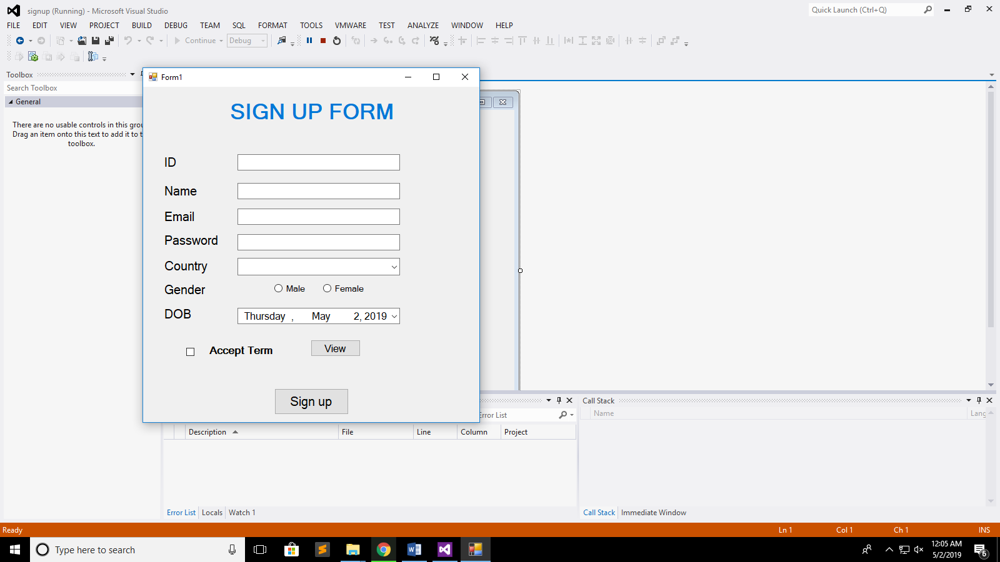 signup (Running) - Microsoft Visual Studio
Quick Launch (Ctrl+Q)
FILE EDIT VIEW PROJECT BUILD DEBUG TEAM SQL FORMAT TOOLS VMWARE TEST ANALYZE WINDOW HELP
Continue Debug
Toolbox
Search Toolbox
General
There are no usable controls in this
Drag an item onto this text to add it to
toolbox.
Form1
SIGN UP FORM
ID
Name
Email
Password
Country
Gender Male Female
DOB Thursday , May 2, 2019
Accept Term View
Sign up
Error List
Description File Line Column Project
Error List Locals Watch 1
Call Stack
Name Lang
Call Stack Immediate Window
Ready Ln 1 Col 1 Ch 1 INS
Type here to search
12:05 AM
5/2/2019
6